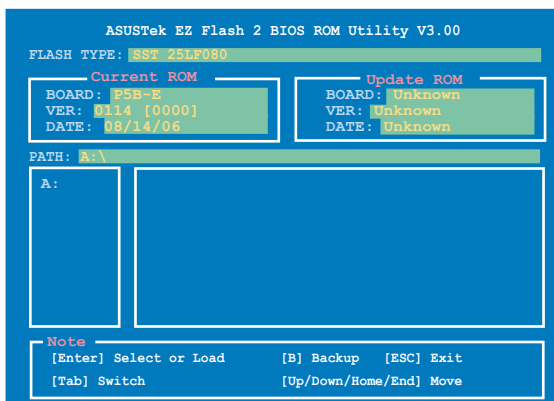 ASUSTek EZ Flash 2 BIOS ROM Utility V3.00
FLASH TYPE: SST 25LF080
Current ROM
BOARD: P5B-E
VER: 0114 [0000]
DATE: 08/14/06
Update ROM
BOARD: Unknown
VER: Unknown
DATE: Unknown
PATH: A:\
A:
Note
[Enter] Select or Load [B] Backup [ESC] Exit
[Tab] Switch [Up/Down/Home/End] Move